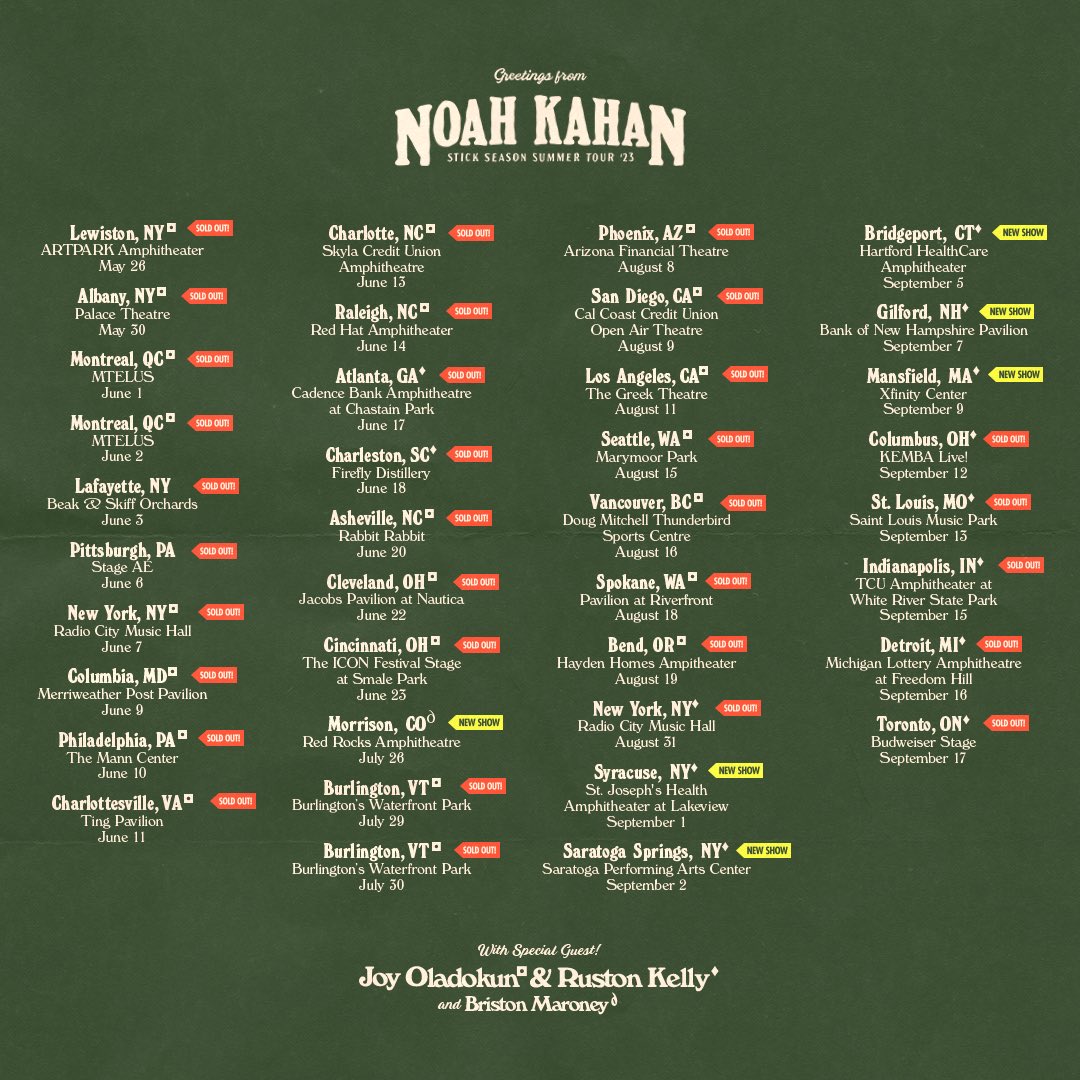 Greetings from
NOAH KAHAN
STICK SEASON SUMMER TOUR '23
Lewiston, NY SOLD OUT!
ARTPARK Amphitheater
May 26
Albany, NY SOLD OUT!
Palace Theatre
May 30
Montreal, QC SOLD OUT!
MTELUS
June 1
Montreal, QC SOLD OUT!
MTELUS
June 2
Lafayette, NY SOLD OUT!
Beak & Skiff Orchards
June 3
Pittsburgh, PA SOLD OUT!
Stage AE
June 6
New York, NY SOLD OUT!
Radio City Music Hall
June 7
Columbia, MD SOLD OUT!
Merriweather Post Pavilion
June 9
Philadelphia, PA SOLD OUT!
The Mann Center
June 10
Charlottesville, VA SOLD OUT!
Ting Pavilion
June 11
Charlotte, NC SOLD OUT!
Skyla Credit Union
Amphitheatre
June 13
Raleigh, NC SOLD OUT!
Red Hat Amphitheater
June 14
Atlanta, GA SOLD OUT!
Cadence Bank Amphitheatre
at Chastain Park
June 17
Charleston, SC SOLD OUT!
Firefly Distillery
June 18
Asheville, NC SOLD OUT!
Rabbit Rabbit
June 20
Cleveland, OH SOLD OUT!
Jacobs Pavilion at Nautica
June 22
Cincinnati, OH SOLD OUT!
The ICON Festival Stage
at Smale Park
June 23
Morrison, CO NEW SHOW
Red Rocks Amphitheatre
July 26
Burlington, VT SOLD OUT!
Burlington's Waterfront Park
July 29
Burlington, VT SOLD OUT!
Burlington's Waterfront Park
July 30
Phoenix, AZ SOLD OUT!
Arizona Financial Theatre
August 8
San Diego, CA SOLD OUT!
Cal Coast Credit Union
Open Air Theatre
August 9
Los Angeles, CA SOLD OUT!
The Greek Theatre
August 11
Seattle, WA SOLD OUT!
Marymoor Park
August 15
Vancouver, BC SOLD OUT!
Doug Mitchell Thunderbird
Sports Centre
August 16
Spokane, WA SOLD OUT!
Pavilion at Riverfront
August 18
Bend, OR SOLD OUT!
Hayden Homes Ampitheater
August 19
New York, NY SOLD OUT!
Radio City Music Hall
August 31
Syracuse, NY NEW SHOW
St. Joseph's Health
Amphitheater at Lakeview
September 1
Saratoga Springs, NY NEW SHOW
Saratoga Performing Arts Center
September 2
Bridgeport, CT NEW SHOW
Hartford HealthCare
Amphitheater
September 5
Gilford, NH NEW SHOW
Bank of New Hampshire Pavilion
September 7
Mansfield, MA NEW SHOW
Xfinity Center
September 9
Columbus, OH SOLD OUT!
KEMBA Live!
September 12
St. Louis, MO SOLD OUT!
Saint Louis Music Park
September 13
Indianapolis, IN SOLD OUT!
TCU Amphitheater at
White River State Park
September 15
Detroit, MI SOLD OUT!
Michigan Lottery Amphitheatre
at Freedom Hill
September 16
Toronto, ON SOLD OUT!
Budweiser Stage
September 17
With Special Guest!
Joy Oladokun & Ruston Kelly
and Briston Maroney